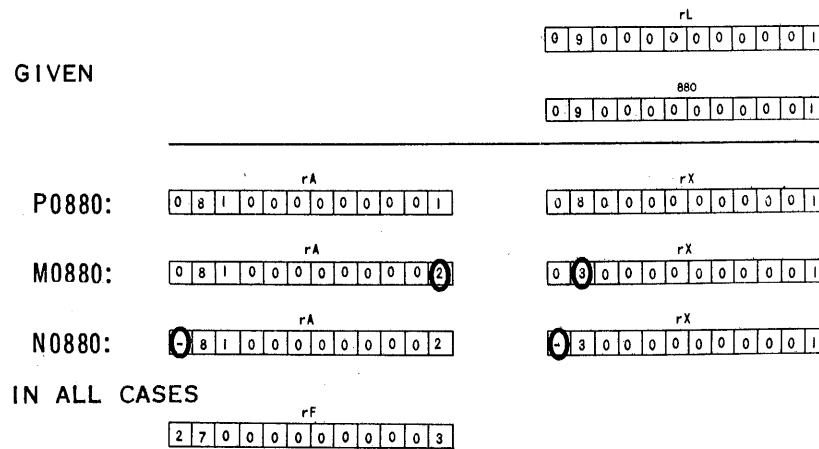 rL
0 9 0 0 0 0 0 0 0 0 0 1
GIVEN
880
0 9 0 0 0 0 0 0 0 0 0 1
rA rX
P0880: 0 8 1 0 0 0 0 0 0 0 0 1 0 8 0 0 0 0 0 0 0 0 0 1
rA rX
M0880: 0 8 1 0 0 0 0 0 0 0 0 2 0 3 0 0 0 0 0 0 0 0 0 1
rA rX
N0880: - 8 1 0 0 0 0 0 0 0 0 2 - 3 0 0 0 0 0 0 0 0 0 1
IN ALL CASES
rF
2 7 0 0 0 0 0 0 0 0 0 3